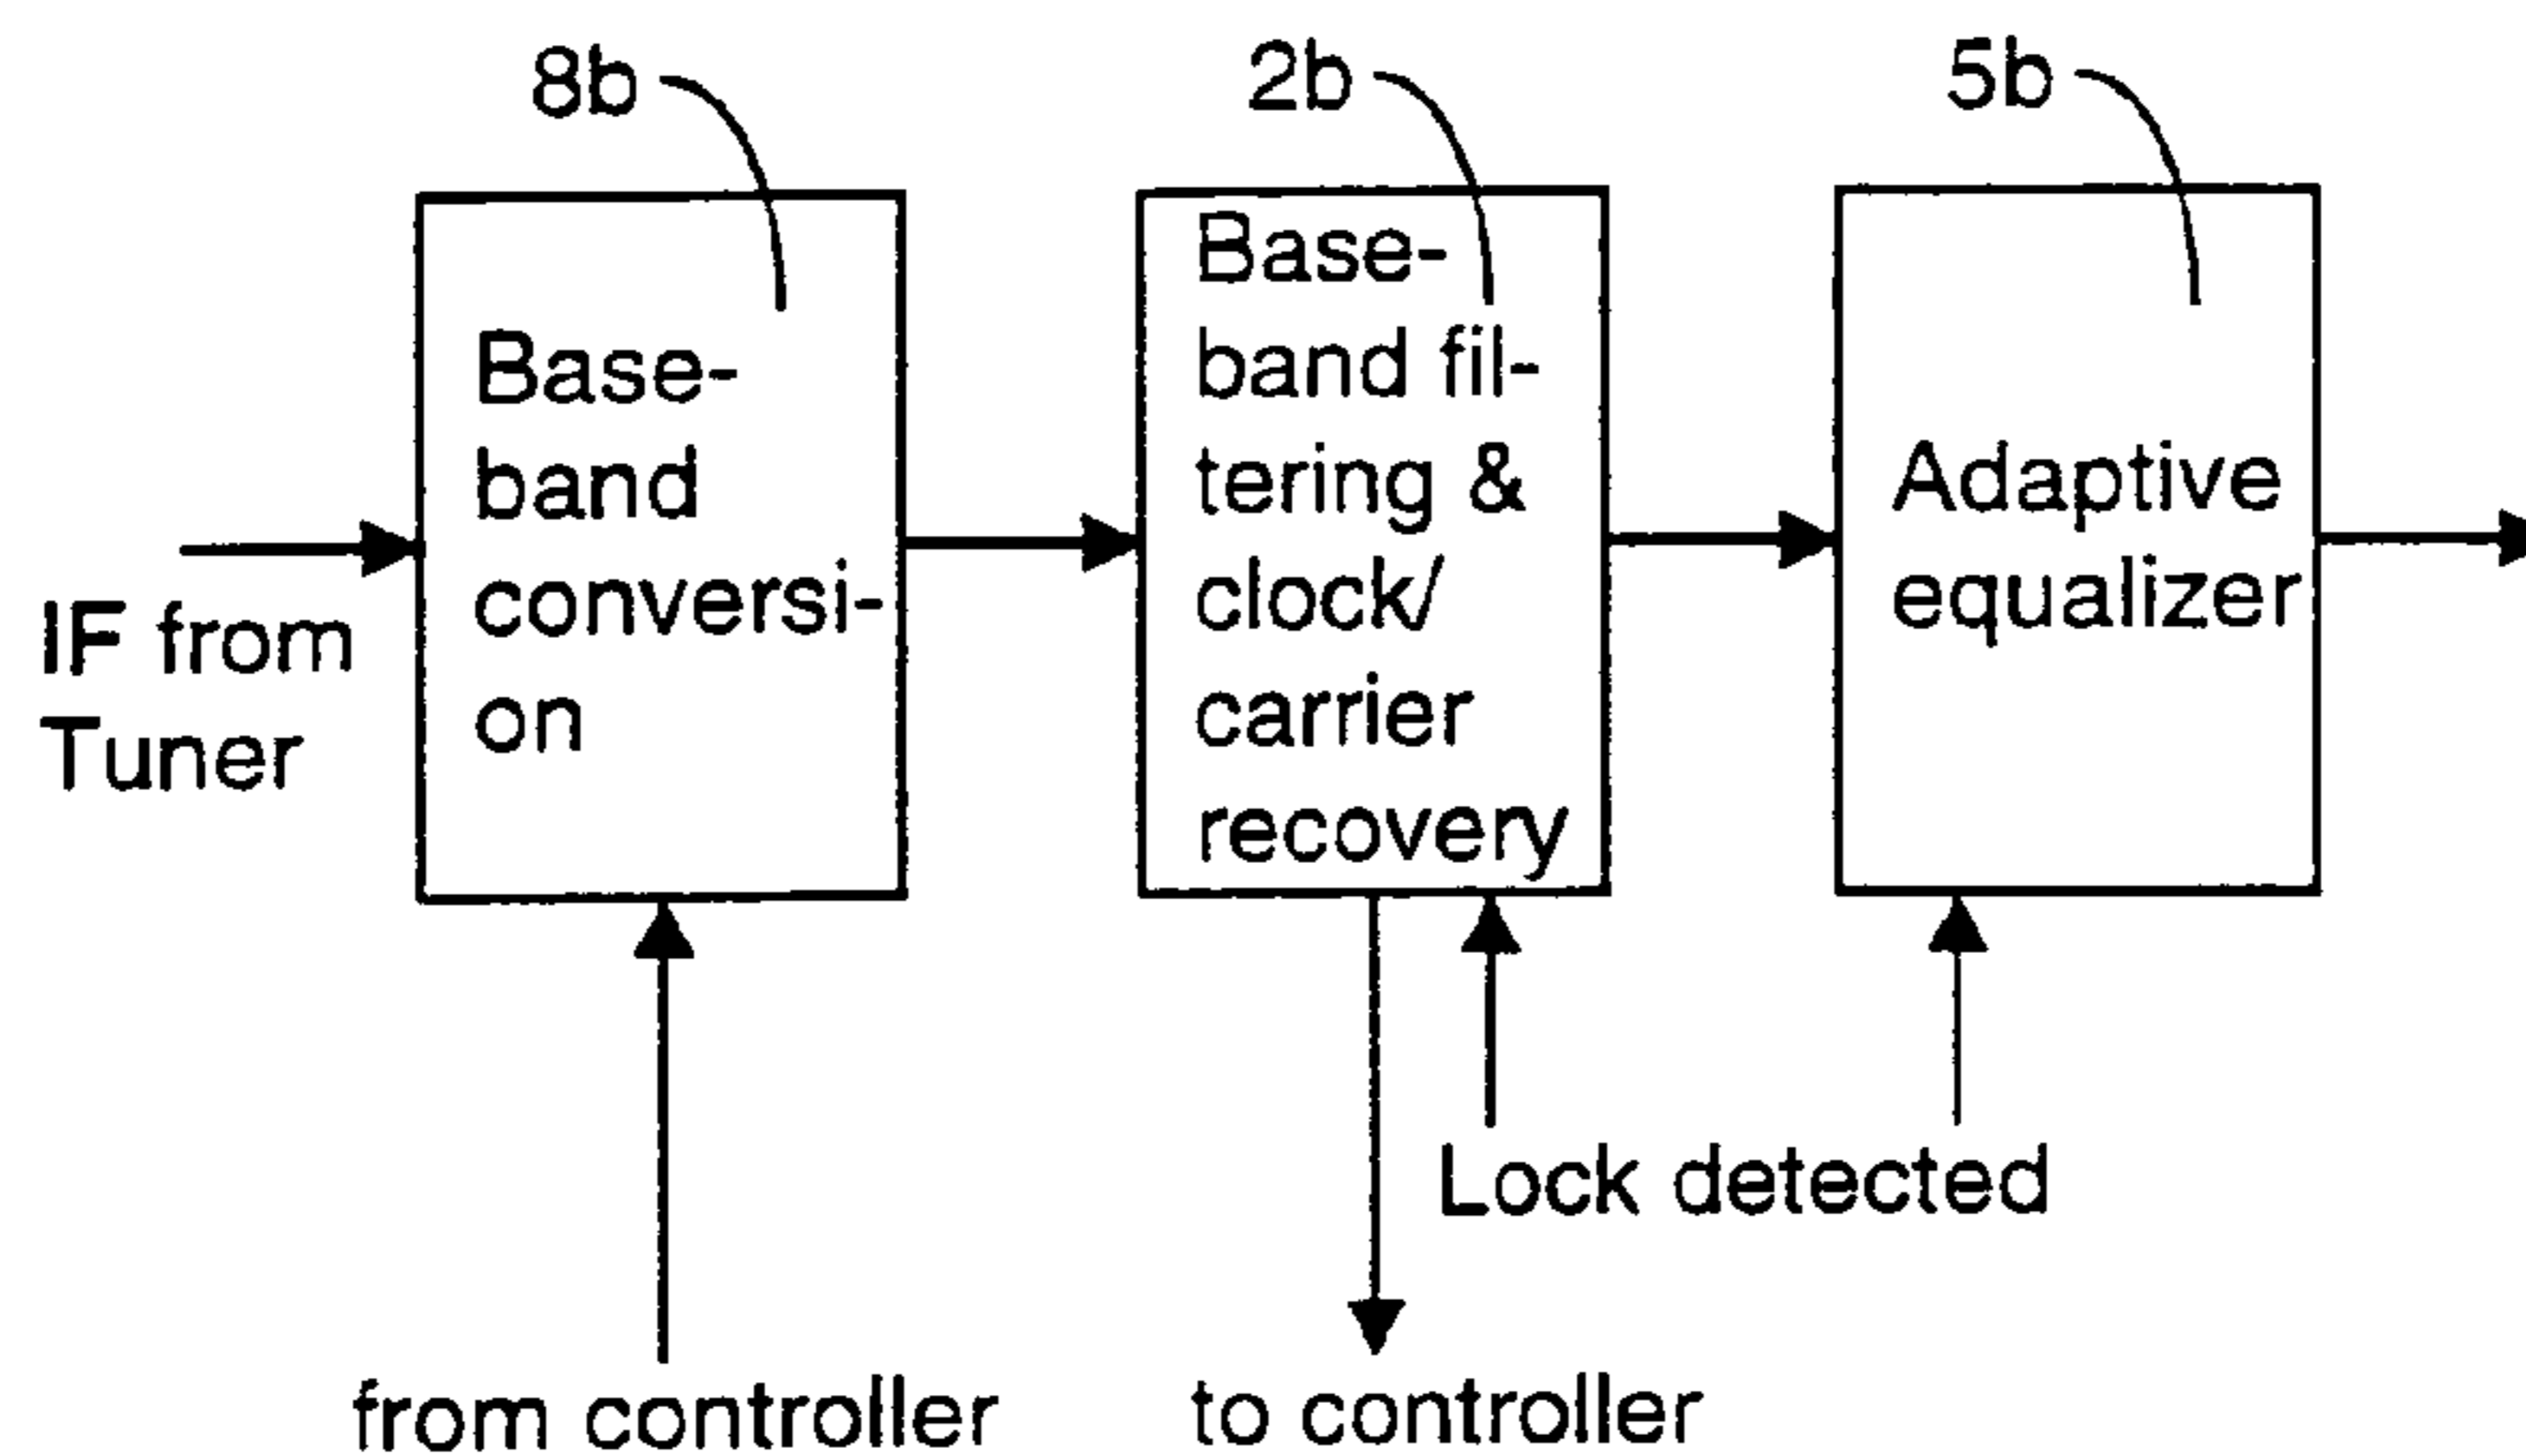 8b
2b
5b
Base-
band
conversi-
on
Base-
band fil-
tering &
clock/
carrier
recovery
Adaptive
equalizer
IF from
Tuner
Lock detected
from controller
to controller